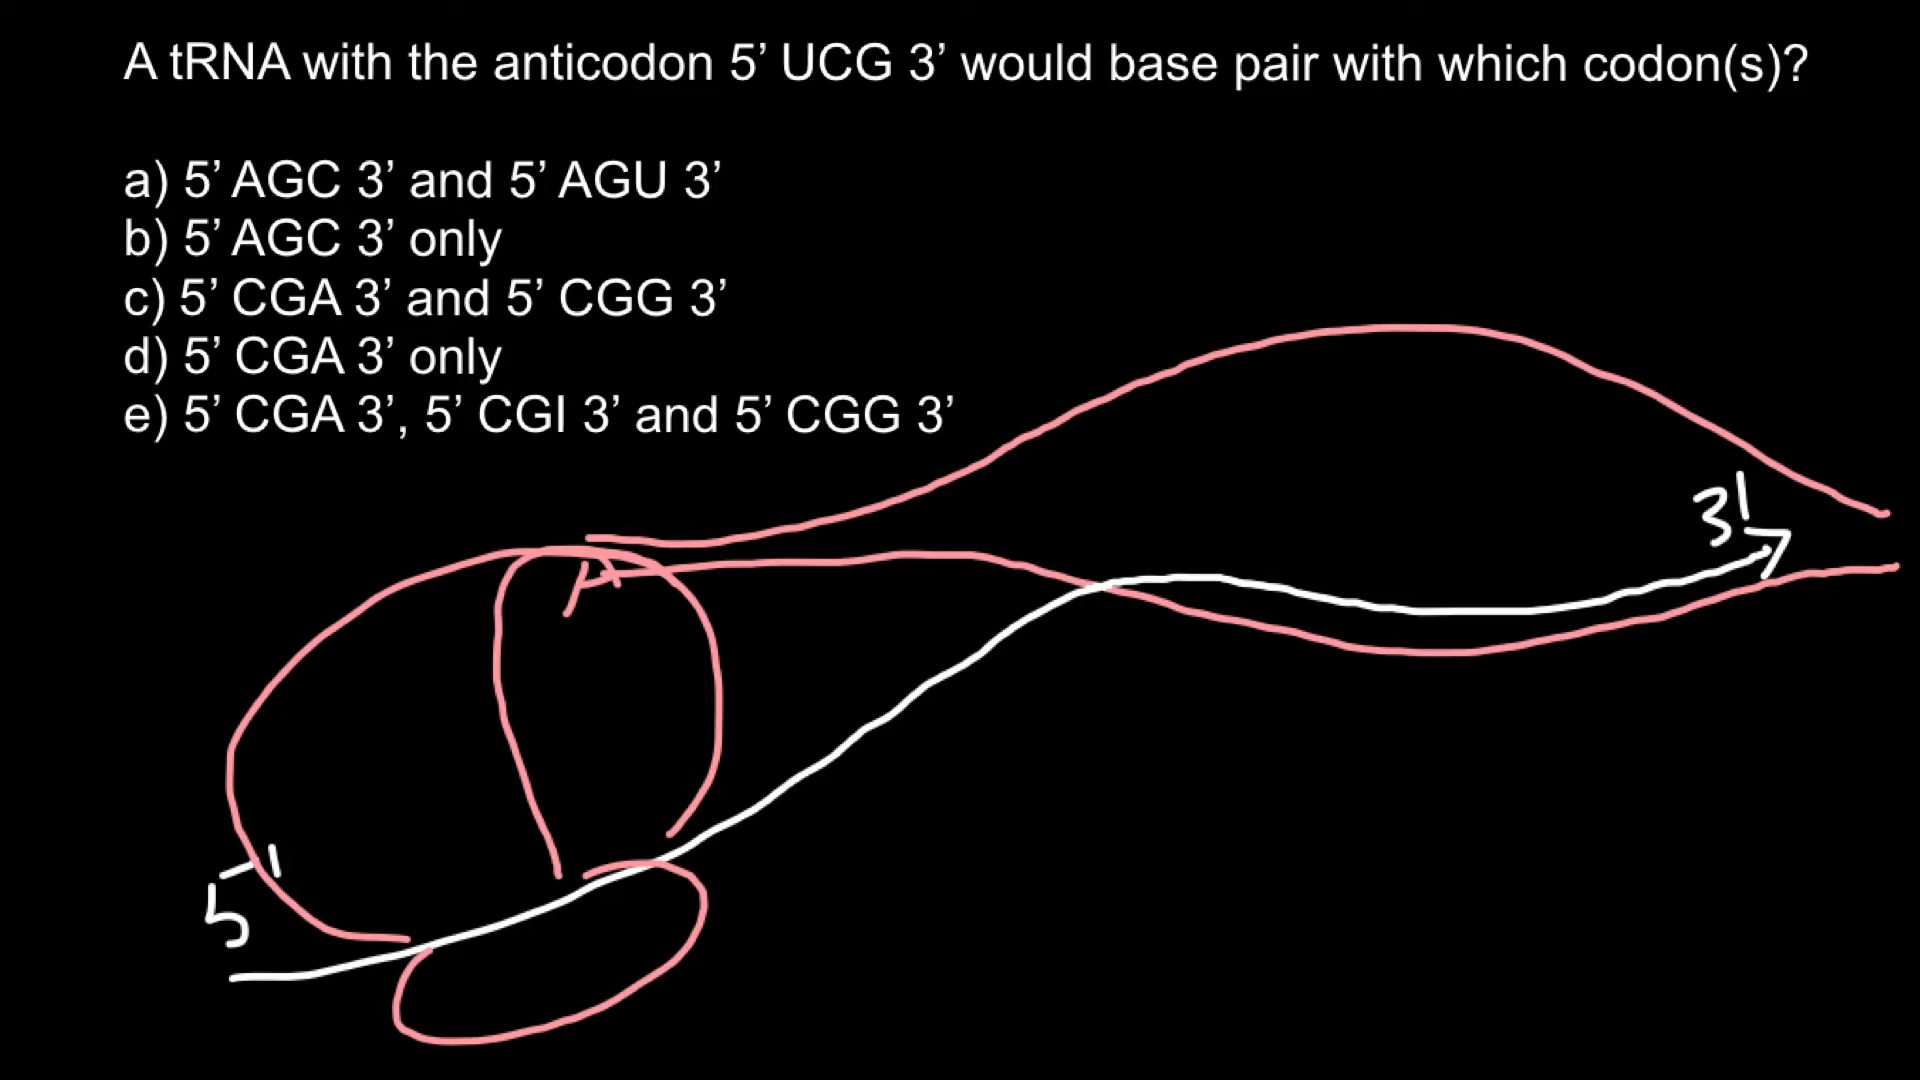 A tRNA with the anticodon 5’ UCG 3’ would base pair with which codon(s)?
a) 5’ AGC 3’ and 5’ AGU 3’
b) 5’ AGC 3’ only
c) 5’ CGA 3’ and 5’ CGG 3’
d) 5’ CGA 3’ only
e) 5’ CGA 3’, 5’ CGI 3’ and 5’ CGG 3’
3'
A
5'